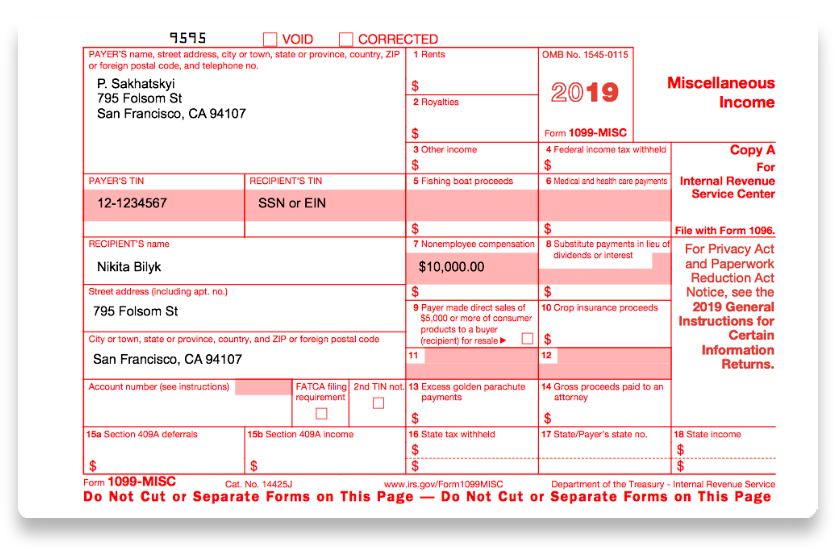 9595
VOID
CORRECTED
PAYER'S name, street address, city or town, state or province, country, ZIP
or foreign postal code, and telephone no.
P. Sakhatskyi
795 Folsom St
San Francisco, CA 94107
1 Rents
$
2 Royalties
$
OMB No. 1545-0115
2019
Form 1099-MISC
Miscellaneous
Income
3 Other income
$
4 Federal income tax withheld
$
Copy A
For
Internal Revenue
Service Center
File with Form 1096.
PAYER'S TIN
12-1234567
RECIPIENT'S TIN
SSN or EIN
5 Fishing boat proceeds
$
6 Medical and health care payments
$
RECIPIENT'S name
Nikita Bilyk
7 Nonemployee compensation
$10,000.00
$
8 Substitute payments in lieu of
dividends or interest
$
For Privacy Act
and Paperwork
Reduction Act
Notice, see the
2019 General
Instructions for
Certain
Information
Returns.
Street address (including apt. no.)
795 Folsom St
9 Payer made direct sales of
$5,000 or more of consumer
products to a buyer
(recipient) for resale ▶
10 Crop insurance proceeds
$
City or town, state or province, country, and ZIP or foreign postal code
San Francisco, CA 94107
11
12
Account number (see instructions)
FATCA filing
requirement
2nd TIN not.
13 Excess golden parachute
payments
$
14 Gross proceeds paid to an
attorney
$
15a Section 409A deferrals
$
15b Section 409A income
$
16 State tax withheld
$
$
17 State/Payer's state no.
18 State income
$
$
Form 1099-MISC
Cat. No. 14425J
www.irs.gov/Form1099MISC
Department of the Treasury - Internal Revenue Service
Do Not Cut or Separate Forms on This Page — Do Not Cut or Separate Forms on This Page